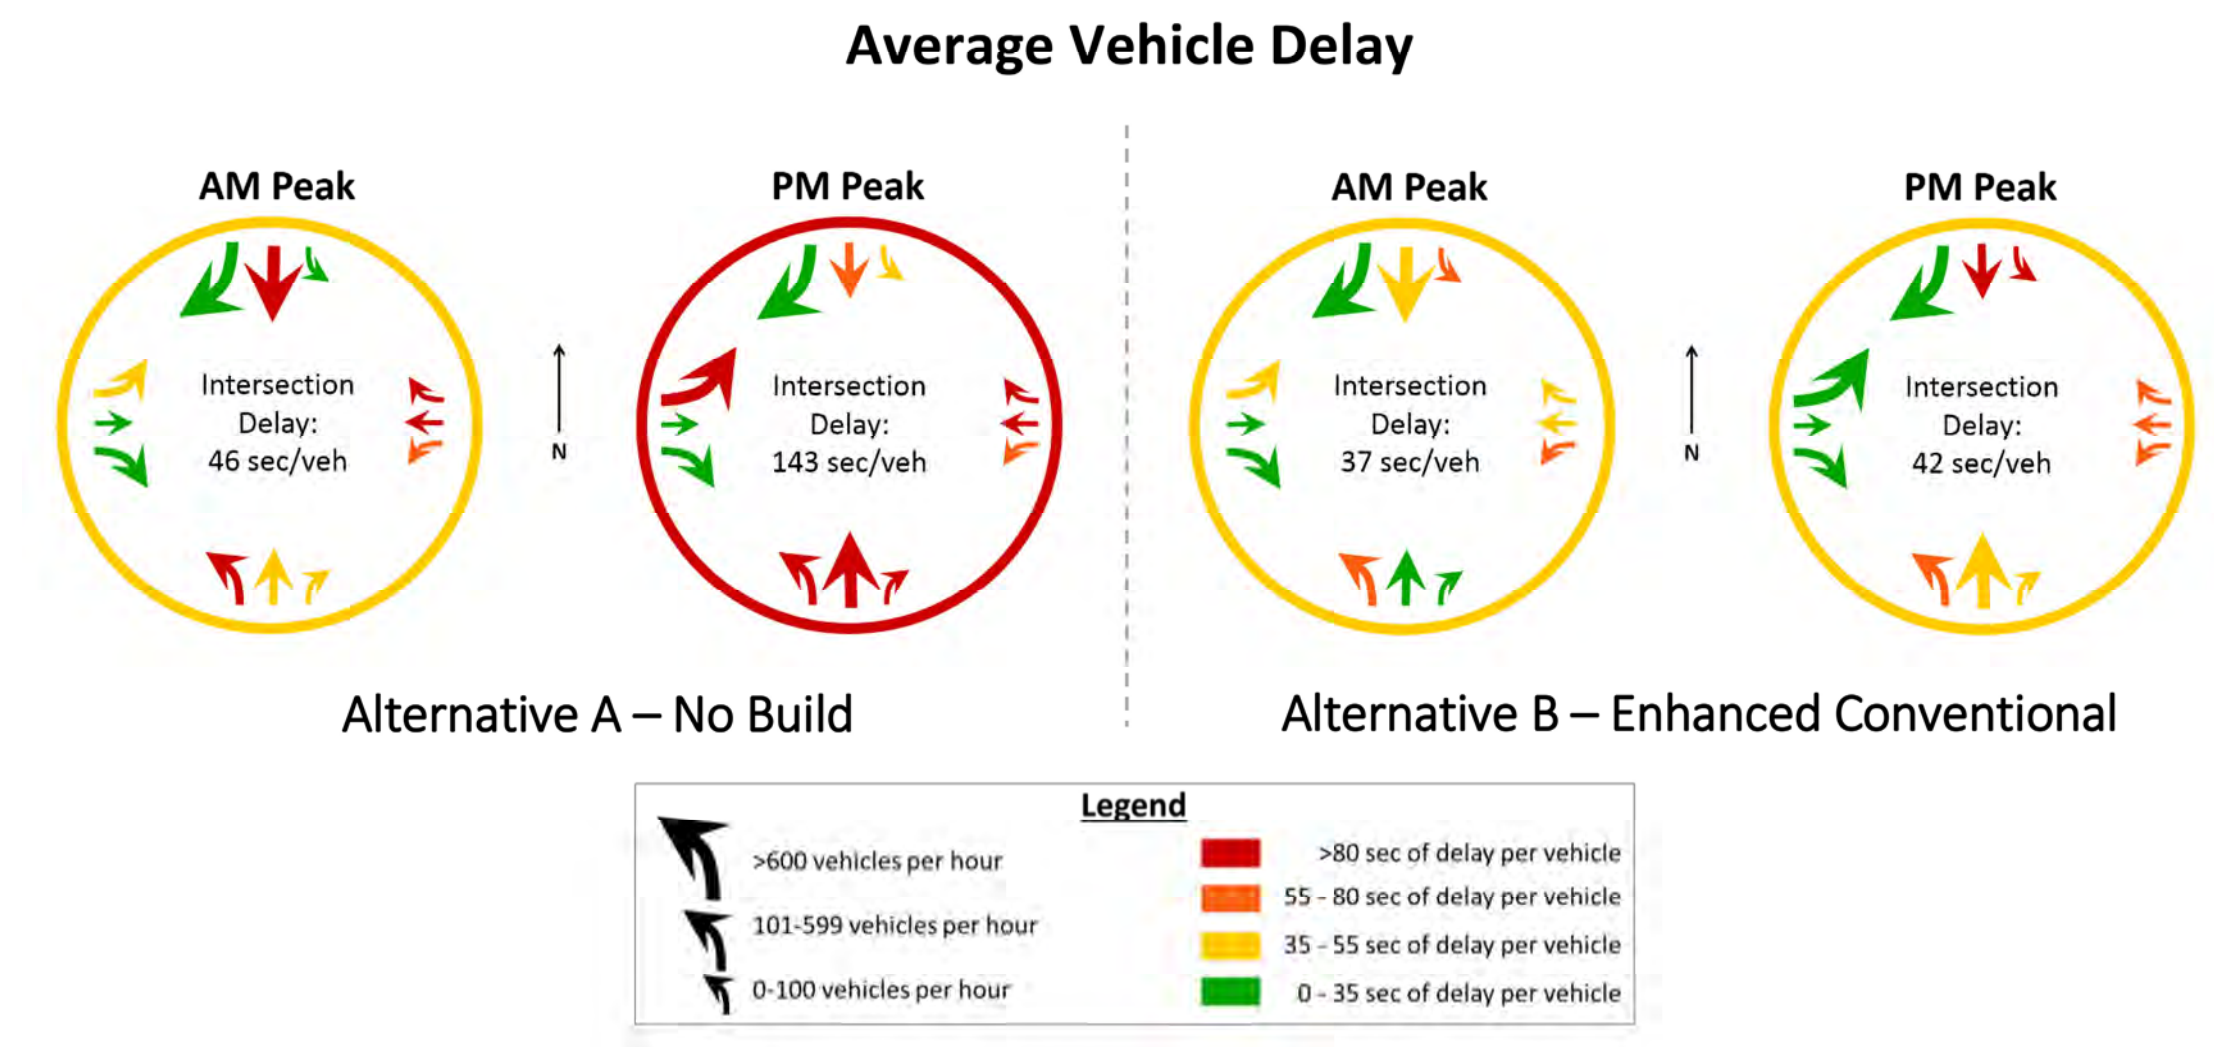 Average Vehicle Delay
AM Peak
PM Peak
AM Peak
PM Peak
Intersection
Delay:
46 sec/veh
N
Intersection
Delay:
143 sec/veh
Intersection
Delay:
37 sec/veh
N
Intersection
Delay:
42 sec/veh
Alternative A – No Build
Alternative B – Enhanced Conventional
Legend
>600 vehicles per hour
101-599 vehicles per hour
0-100 vehicles per hour
>80 sec of delay per vehicle
55 - 80 sec of delay per vehicle
35 - 55 sec of delay per vehicle
0 - 35 sec of delay per vehicle